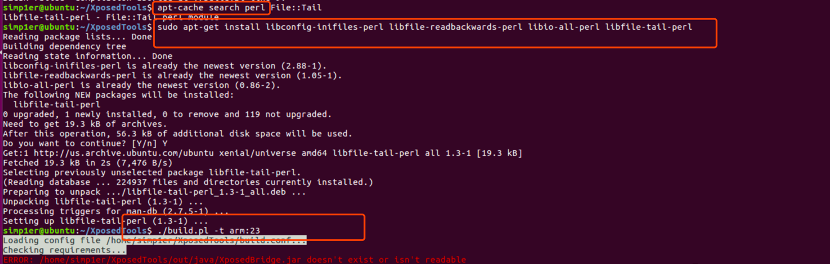 simp1er@ubuntu:~/XposedTools$ apt-cache search perl File::Tail
libfile-tail-perl - File::Tail perl module
simp1er@ubuntu:~/XposedTools$ sudo apt-get install libconfig-inifiles-perl libfile-readbackwards-perl libio-all-perl libfile-tail-perl
Reading package lists... Done
Building dependency tree
Reading state information... Done
libconfig-inifiles-perl is already the newest version (2.88-1).
libfile-readbackwards-perl is already the newest version (1.05-1).
libio-all-perl is already the newest version (0.86-2).
The following NEW packages will be installed:
libfile-tail-perl
0 upgraded, 1 newly installed, 0 to remove and 119 not upgraded.
Need to get 19.3 kB of archives.
After this operation, 56.3 kB of additional disk space will be used.
Do you want to continue? [Y/n] Y
Get:1 http://us.archive.ubuntu.com/ubuntu xenial/universe amd64 libfile-tail-perl all 1.3-1 [19.3 kB]
Fetched 19.3 kB in 2s (7,476 B/s)
Selecting previously unselected package libfile-tail-perl.
(Reading database ... 224937 files and directories currently installed.)
Preparing to unpack .../libfile-tail-perl_1.3-1_all.deb ...
Unpacking libfile-tail-perl (1.3-1) ...
Processing triggers for man-db (2.7.5-1) ...
Setting up libfile-tail-perl (1.3-1) ...
simp1er@ubuntu:~/XposedTools$ ./build.pl -t arm:23
Loading config file /home/simp1er/XposedTools/build.conf...
Checking requirements...
ERROR: /home/simp1er/XposedTools/out/java/XposedBridge.jar doesn't exist or isn't readable